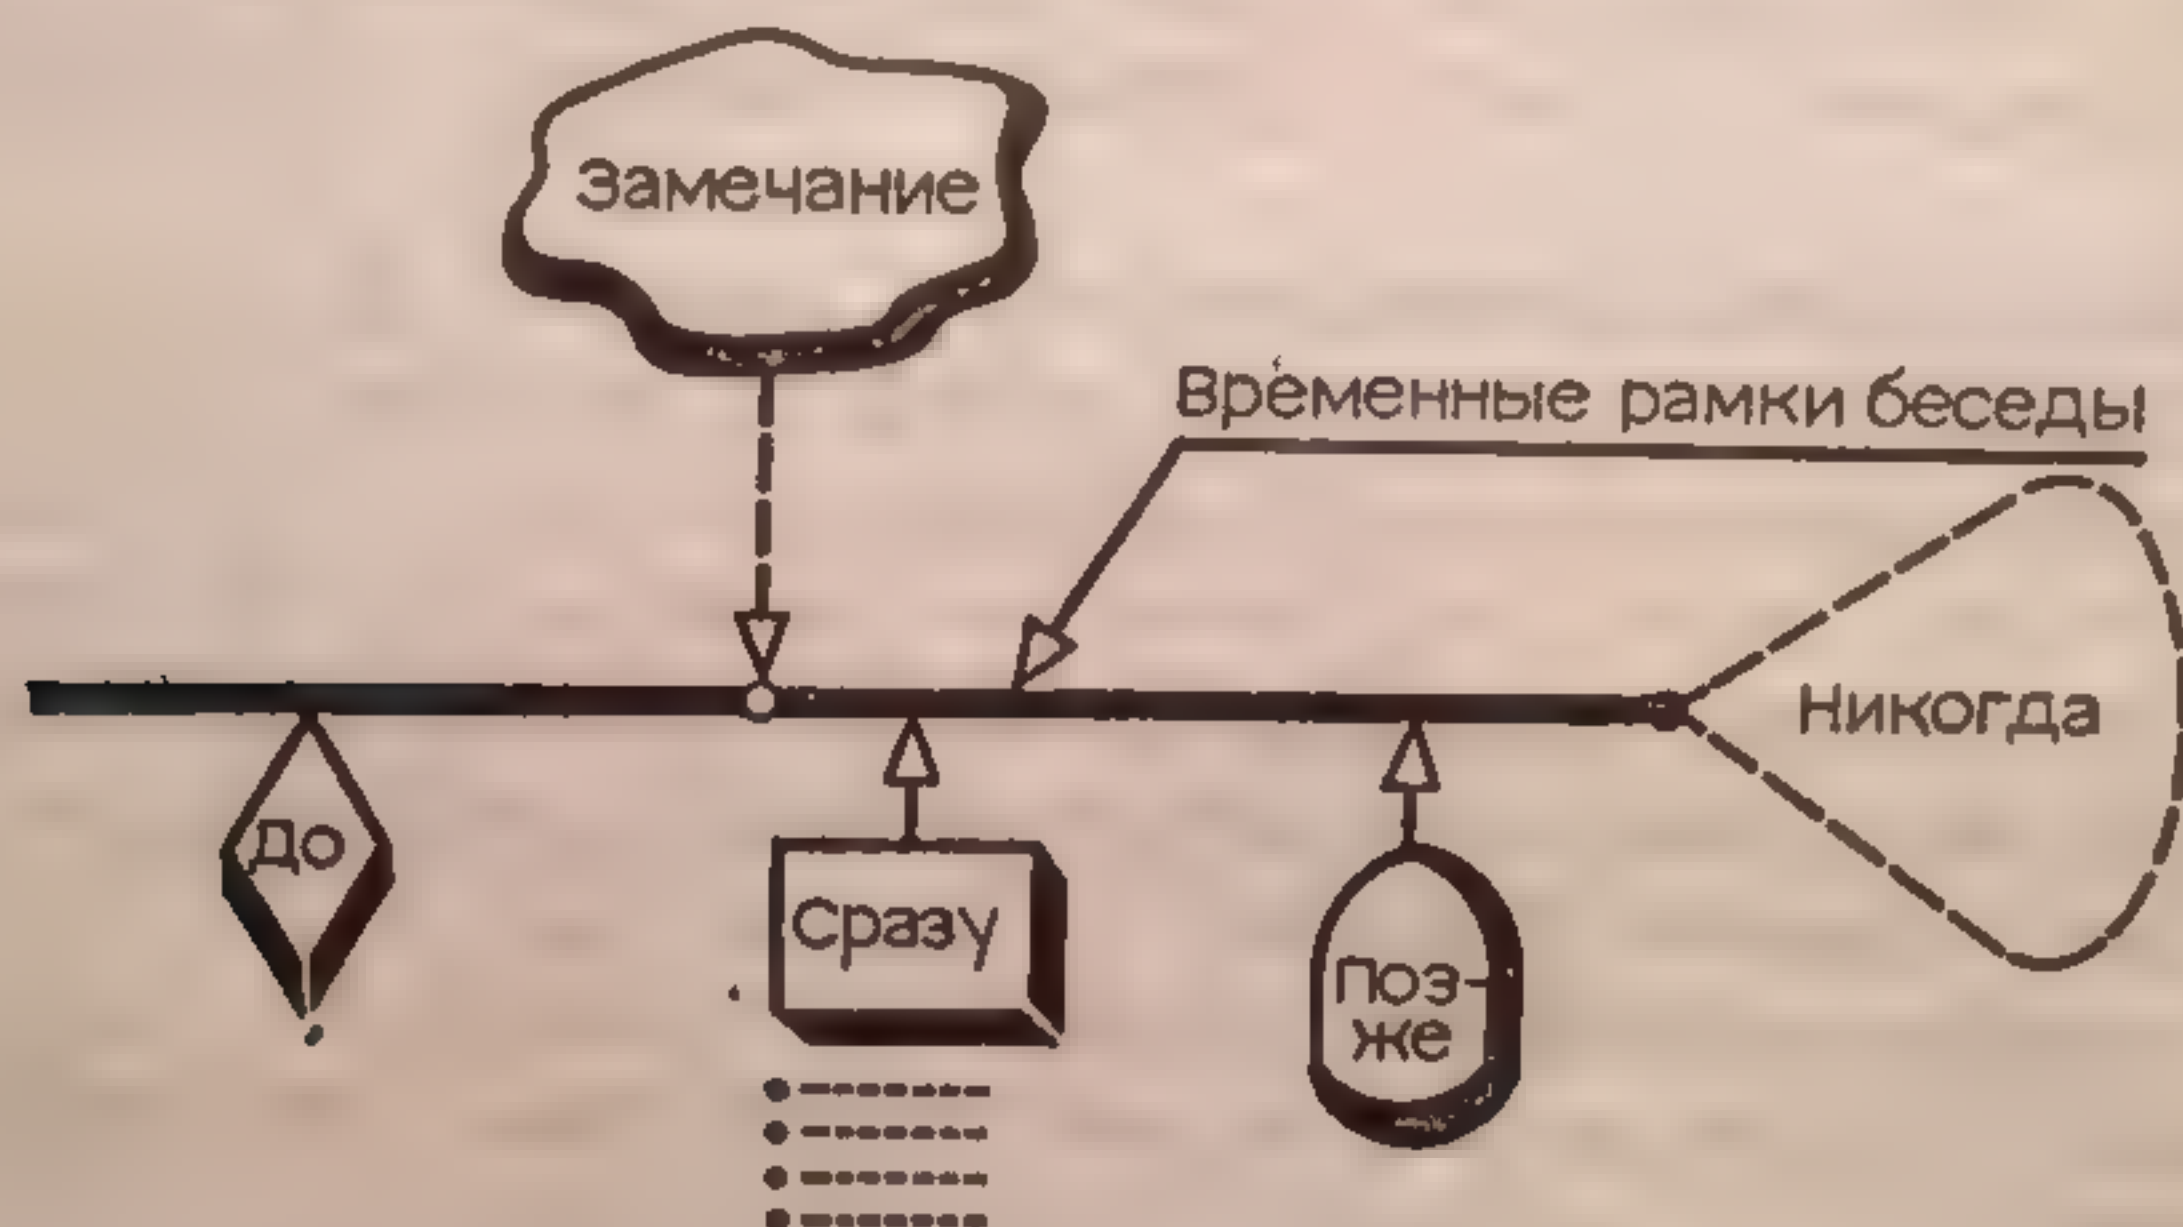 Замечание
Временные рамки беседы
Никогда
До
Сразу
Поз-
же